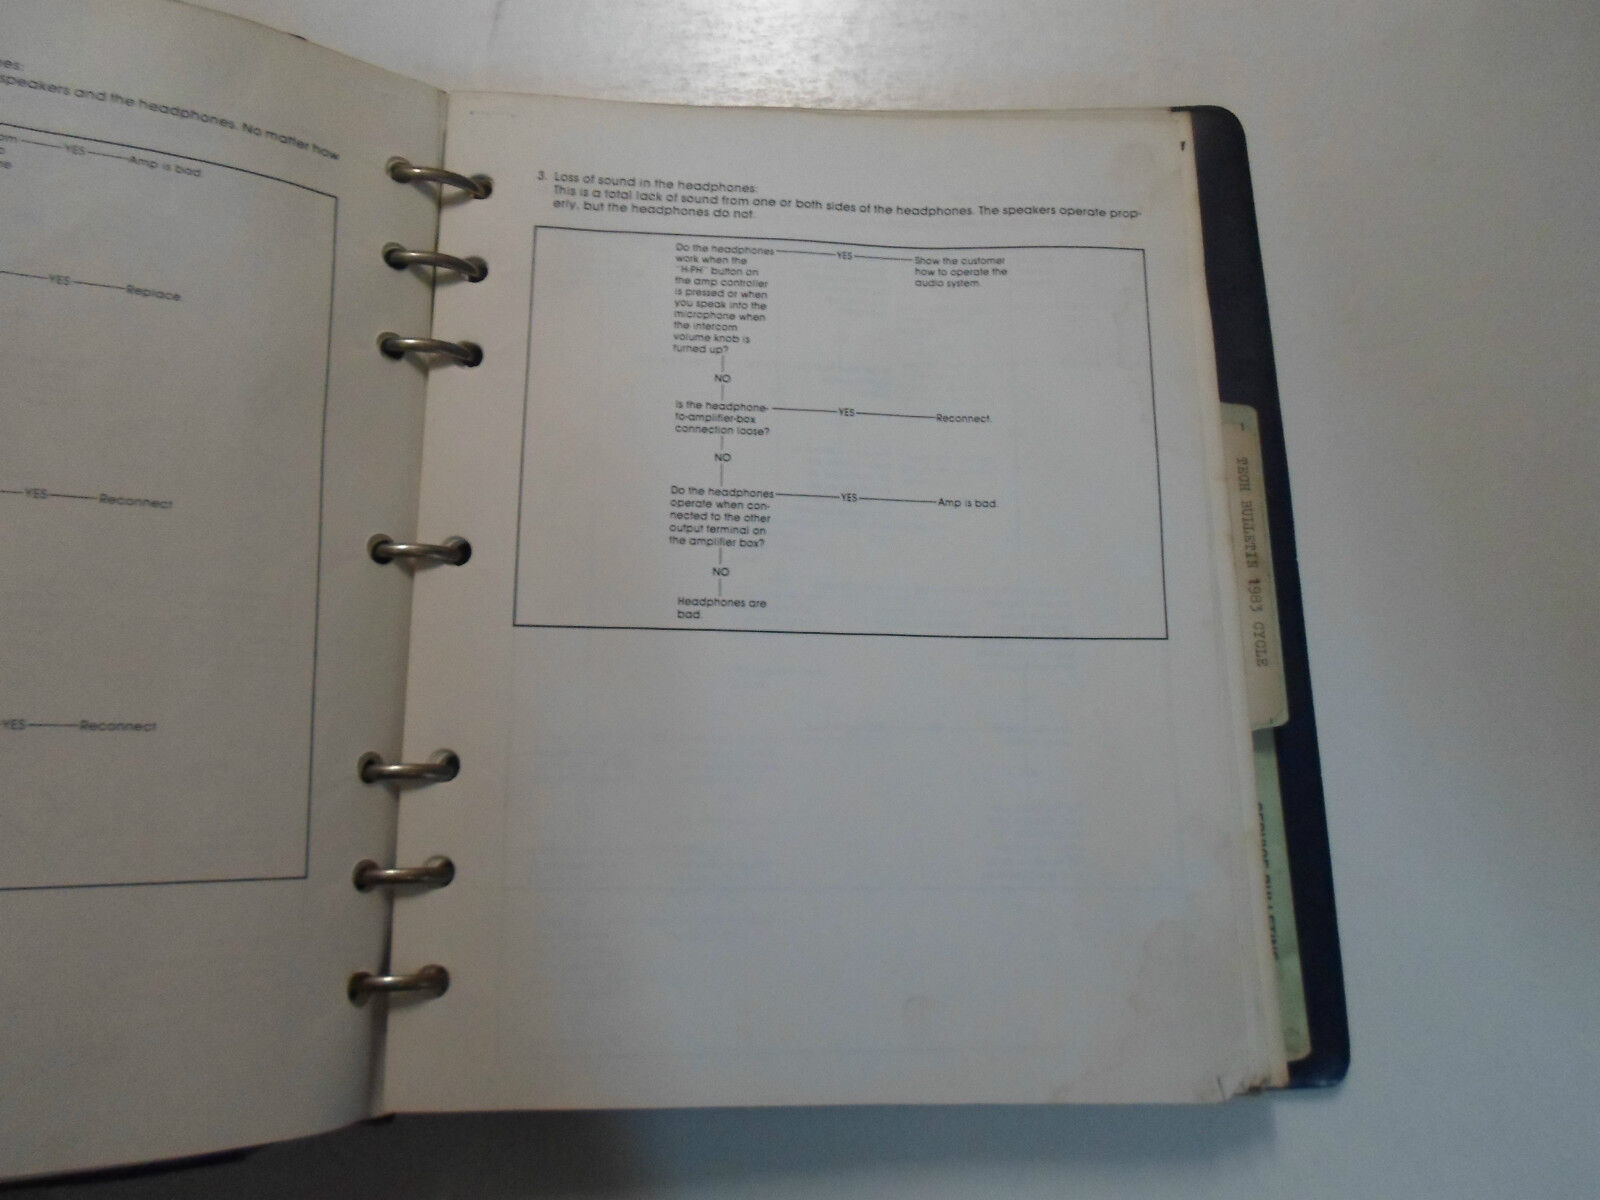 speakers and the headphones. No matter how
YES
Amp is bad.
YES
Replace.
YES
Reconnect
YES
Reconnect
3. Loss of sound in the headphones:
This is a total lack of sound from one or both sides of the headphones. The speakers operate prop-
erly, but the headphones do not.
Do the headphones
work when the
"H-PH" button on
the amp controller
is pressed or when
you speak into the
microphone when
the intercom
volume knob is
turned up?
YES
Show the customer
how to operate the
audio system.
NO
Is the headphone-
to-amplifier-box
connection loose?
YES
Reconnect.
NO
Do the headphones
operate when con-
nected to the other
output terminal on
the amplifier box?
YES
Amp is bad.
NO
Headphones are
bad.
TECH BULLETIN 1983 CYCLE